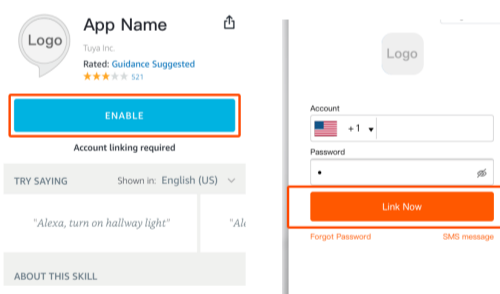 Logo
App Name
Tuya Inc.
Rated: Guidance Suggested
521
ENABLE
Account linking required
TRY SAYING
Shown in: English (US)
"Alexa, turn on hallway light"
ABOUT THIS SKILL
Logo
Account
+1
Password
Link Now
Forgot Password
SMS message